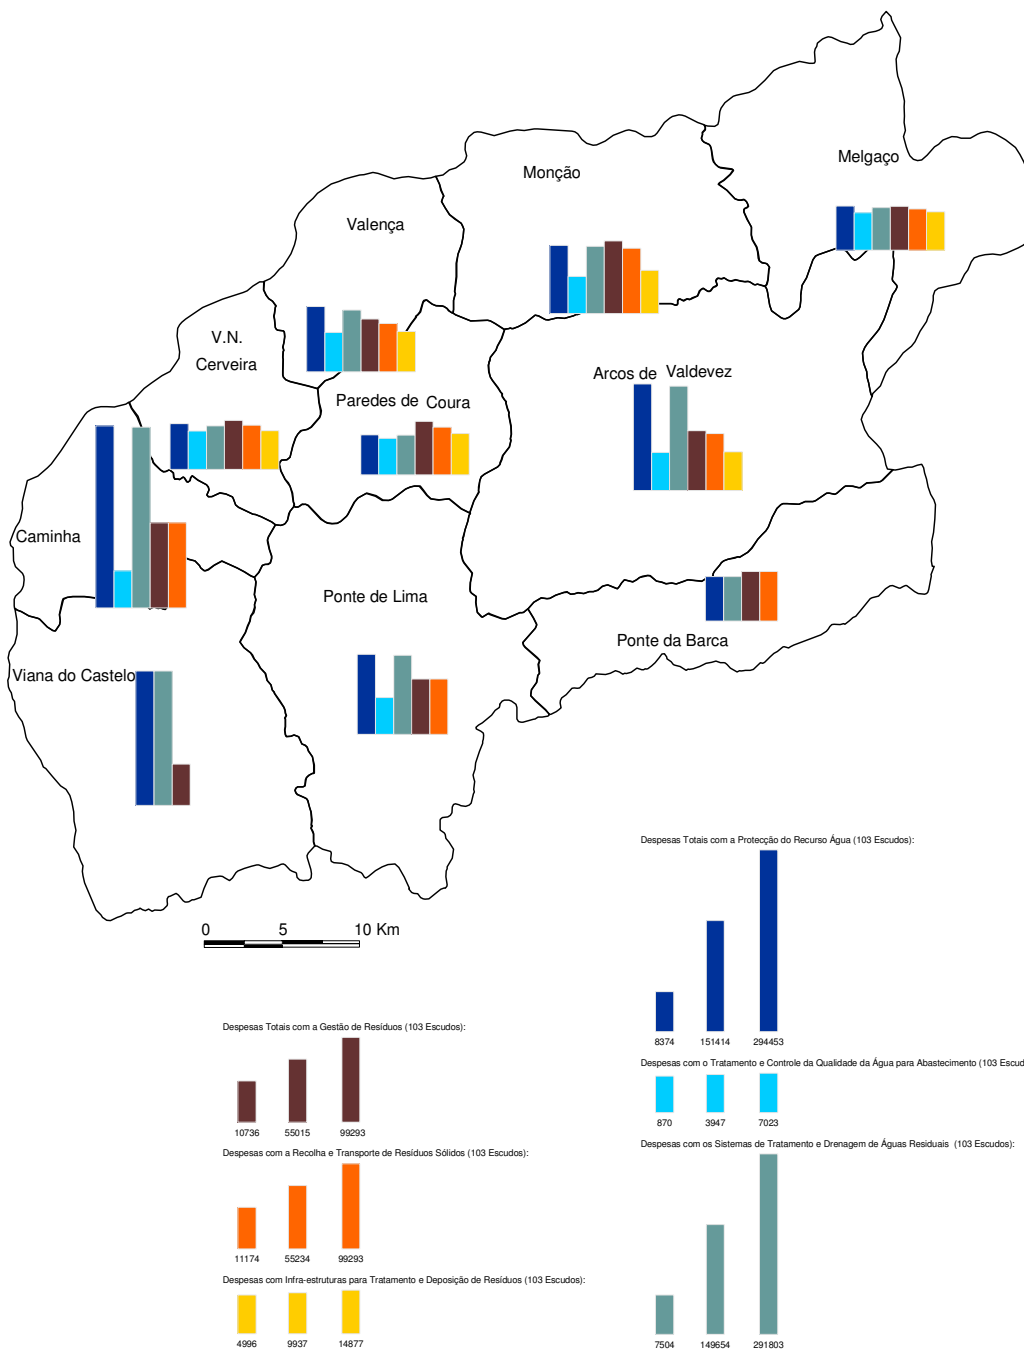 Melgaço
Monção
Valença
V.N.
Cerveira
Arcos de Valdevez
Paredes de Coura
Caminha
Ponte de Lima
Ponte da Barca
Viana do Castelo
0 5 10 Km
Despesas Totais com a Protecção do Recurso Água (103 Escudos):
8374 151414 294453
Despesas com o Tratamento e Controle da Qualidade da Água para Abastecimento (103 Escud
870 3947 7023
Despesas com os Sistemas de Tratamento e Drenagem de Águas Residuais (103 Escudos):
7504 149654 291803
Despesas Totais com a Gestão de Resíduos (103 Escudos):
10736 55015 99293
Despesas com a Recolha e Transporte de Resíduos Sólidos (103 Escudos):
11174 55234 99293
Despesas com Infra-estruturas para Tratamento e Deposição de Resíduos (103 Escudos):
4996 9937 14877